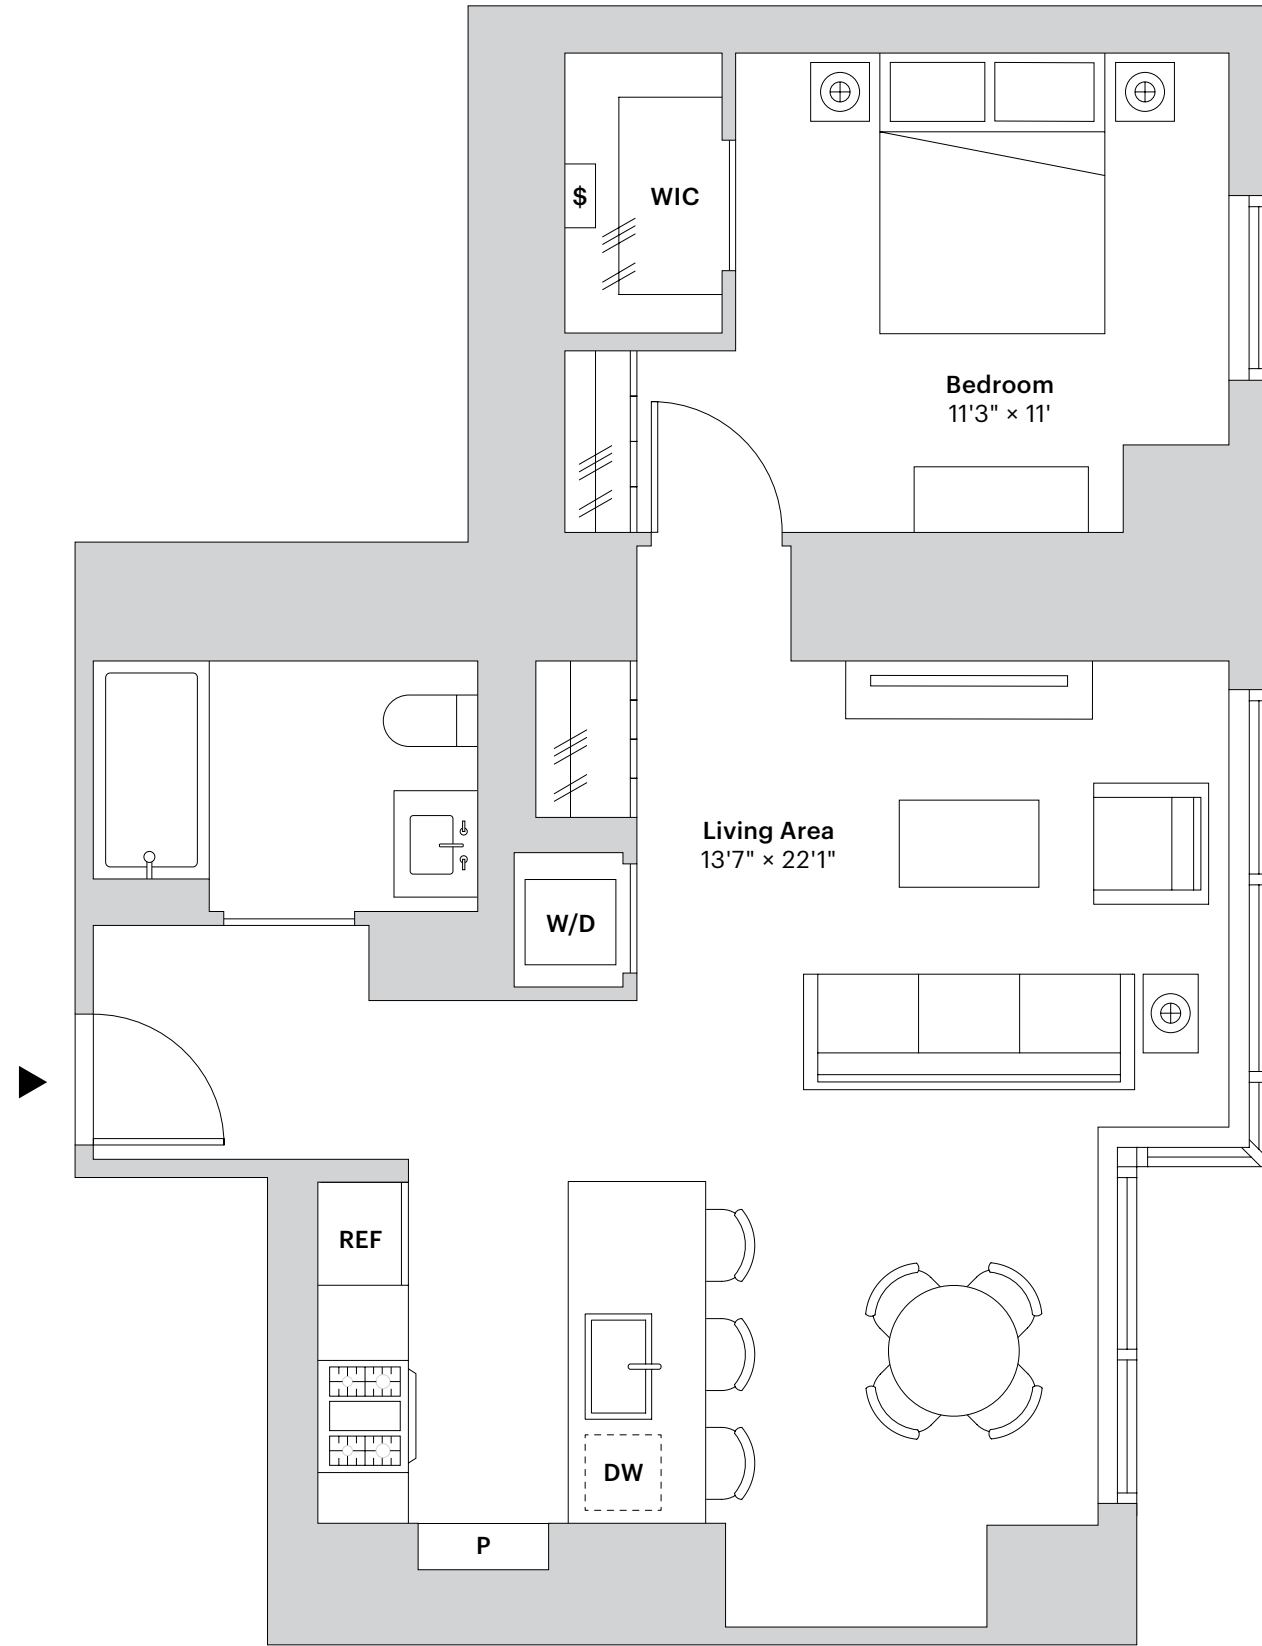 $
WIC
Bedroom
11'3" × 11'
Living Area
13'7" × 22'1"
W/D
REF
DW
P